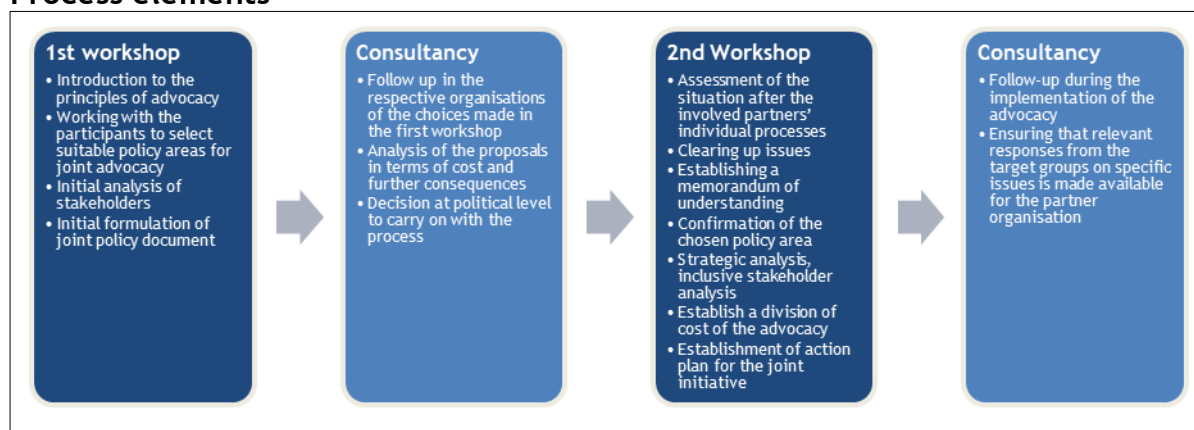 Process elements
1st workshop
• Introduction to the
principles of advocacy
• Working with the
participants to select
suitable policy areas for
joint advocacy
• Initial analysis of
stakeholders
• Initial formulation of
joint policy document
Consultancy
• Follow up in the
respective organisations
of the choices made in
the first workshop
• Analysis of the proposals
in terms of cost and
further consequences
• Decision at political level
to carry on with the
process
2nd Workshop
• Assessment of the
situation after the
involved partners'
individual processes
• Clearing up issues
• Establishing a
memorandum of
understanding
• Confirmation of the
chosen policy area
• Strategic analysis,
inclusive stakeholder
analysis
• Establish a division of
cost of the advocacy
• Establishment of action
plan for the joint
initiative
Consultancy
• Follow-up during the
implementation of the
advocacy
• Ensuring that relevant
responses from the
target groups on specific
issues is made available
for the partner
organisation